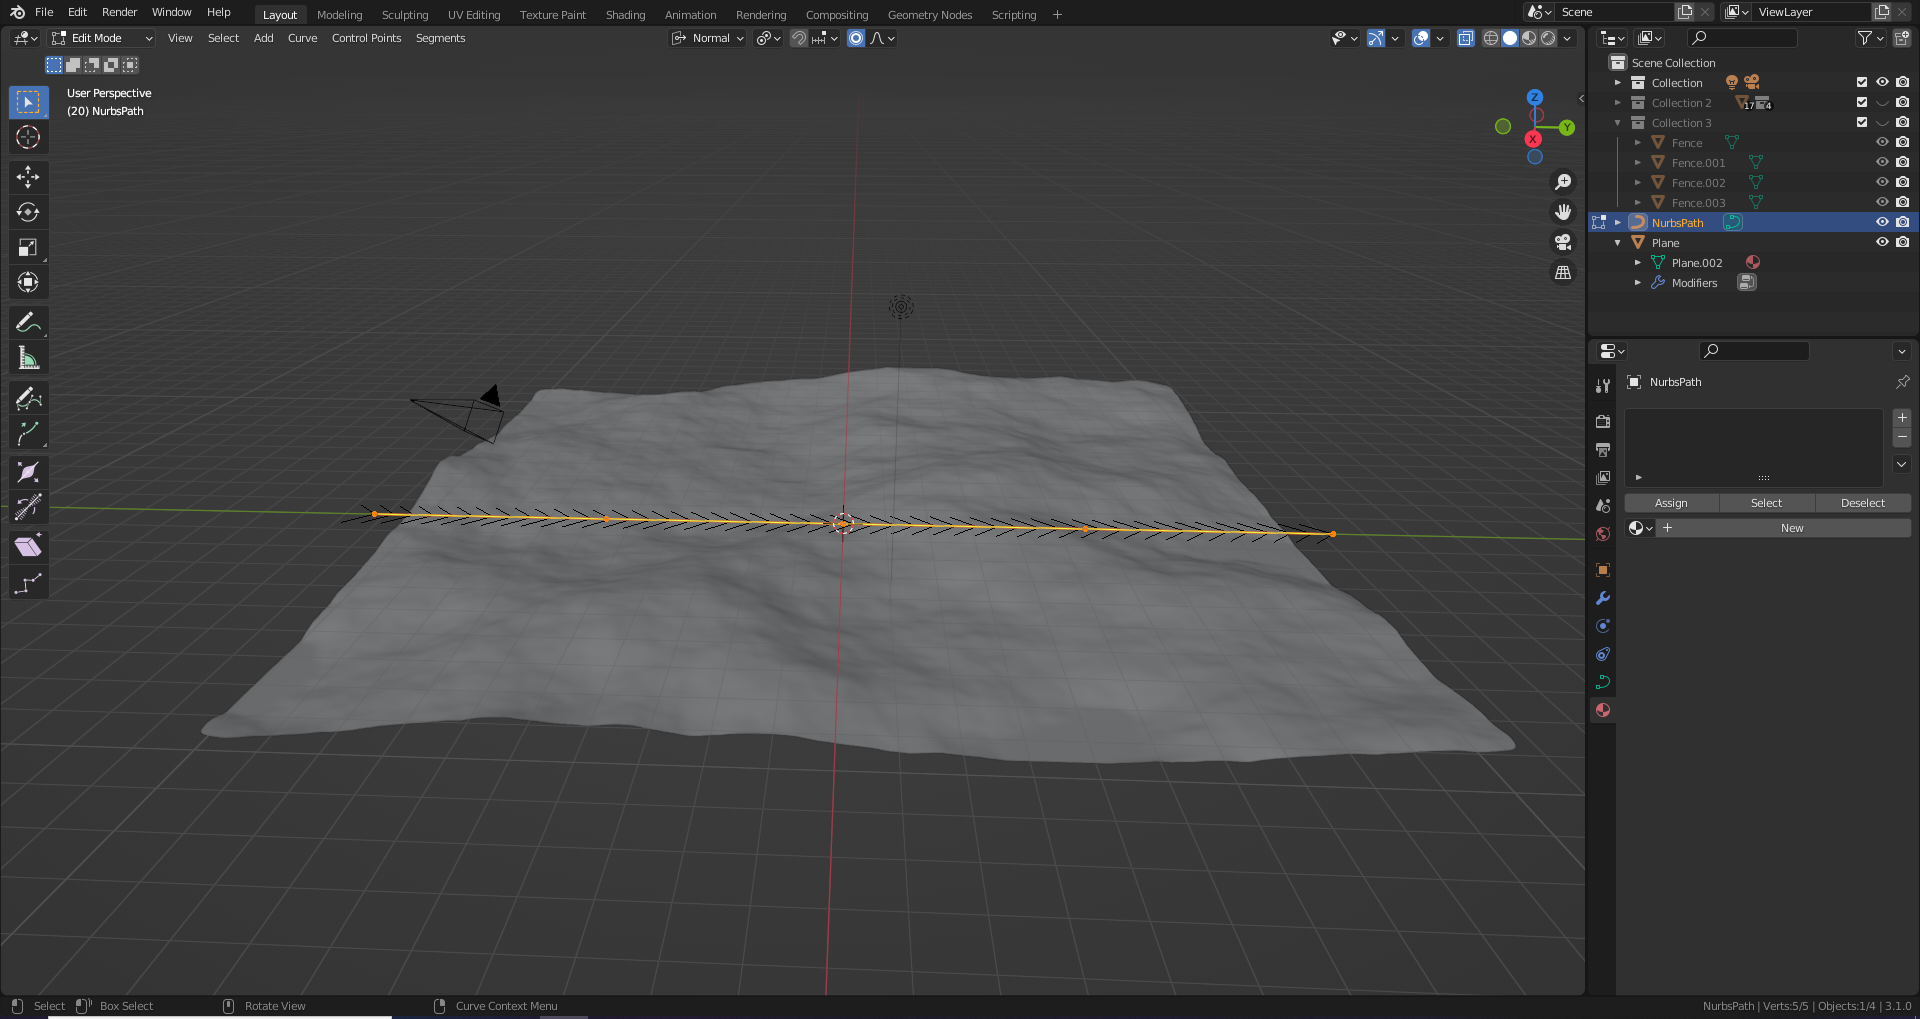 File Edit Render Window Help Layout Modeling Sculpting UV Editing Texture Paint Shading Animation Rendering Compositing Geometry Nodes Scripting + Scene ViewLayer
Edit Mode View Select Add Curve Control Points Segments Normal
User Perspective
(20) NurbsPath
Z
Y
X
Scene Collection
Collection
Collection 2 17 4
Collection 3
Fence
Fence.001
Fence.002
Fence.003
NurbsPath
Plane
Plane.002
Modifiers
NurbsPath
Assign Select Deselect
New
Select Box Select Rotate View Curve Context Menu NurbsPath | Verts:5/5 | Objects:1/4 | 3.1.0